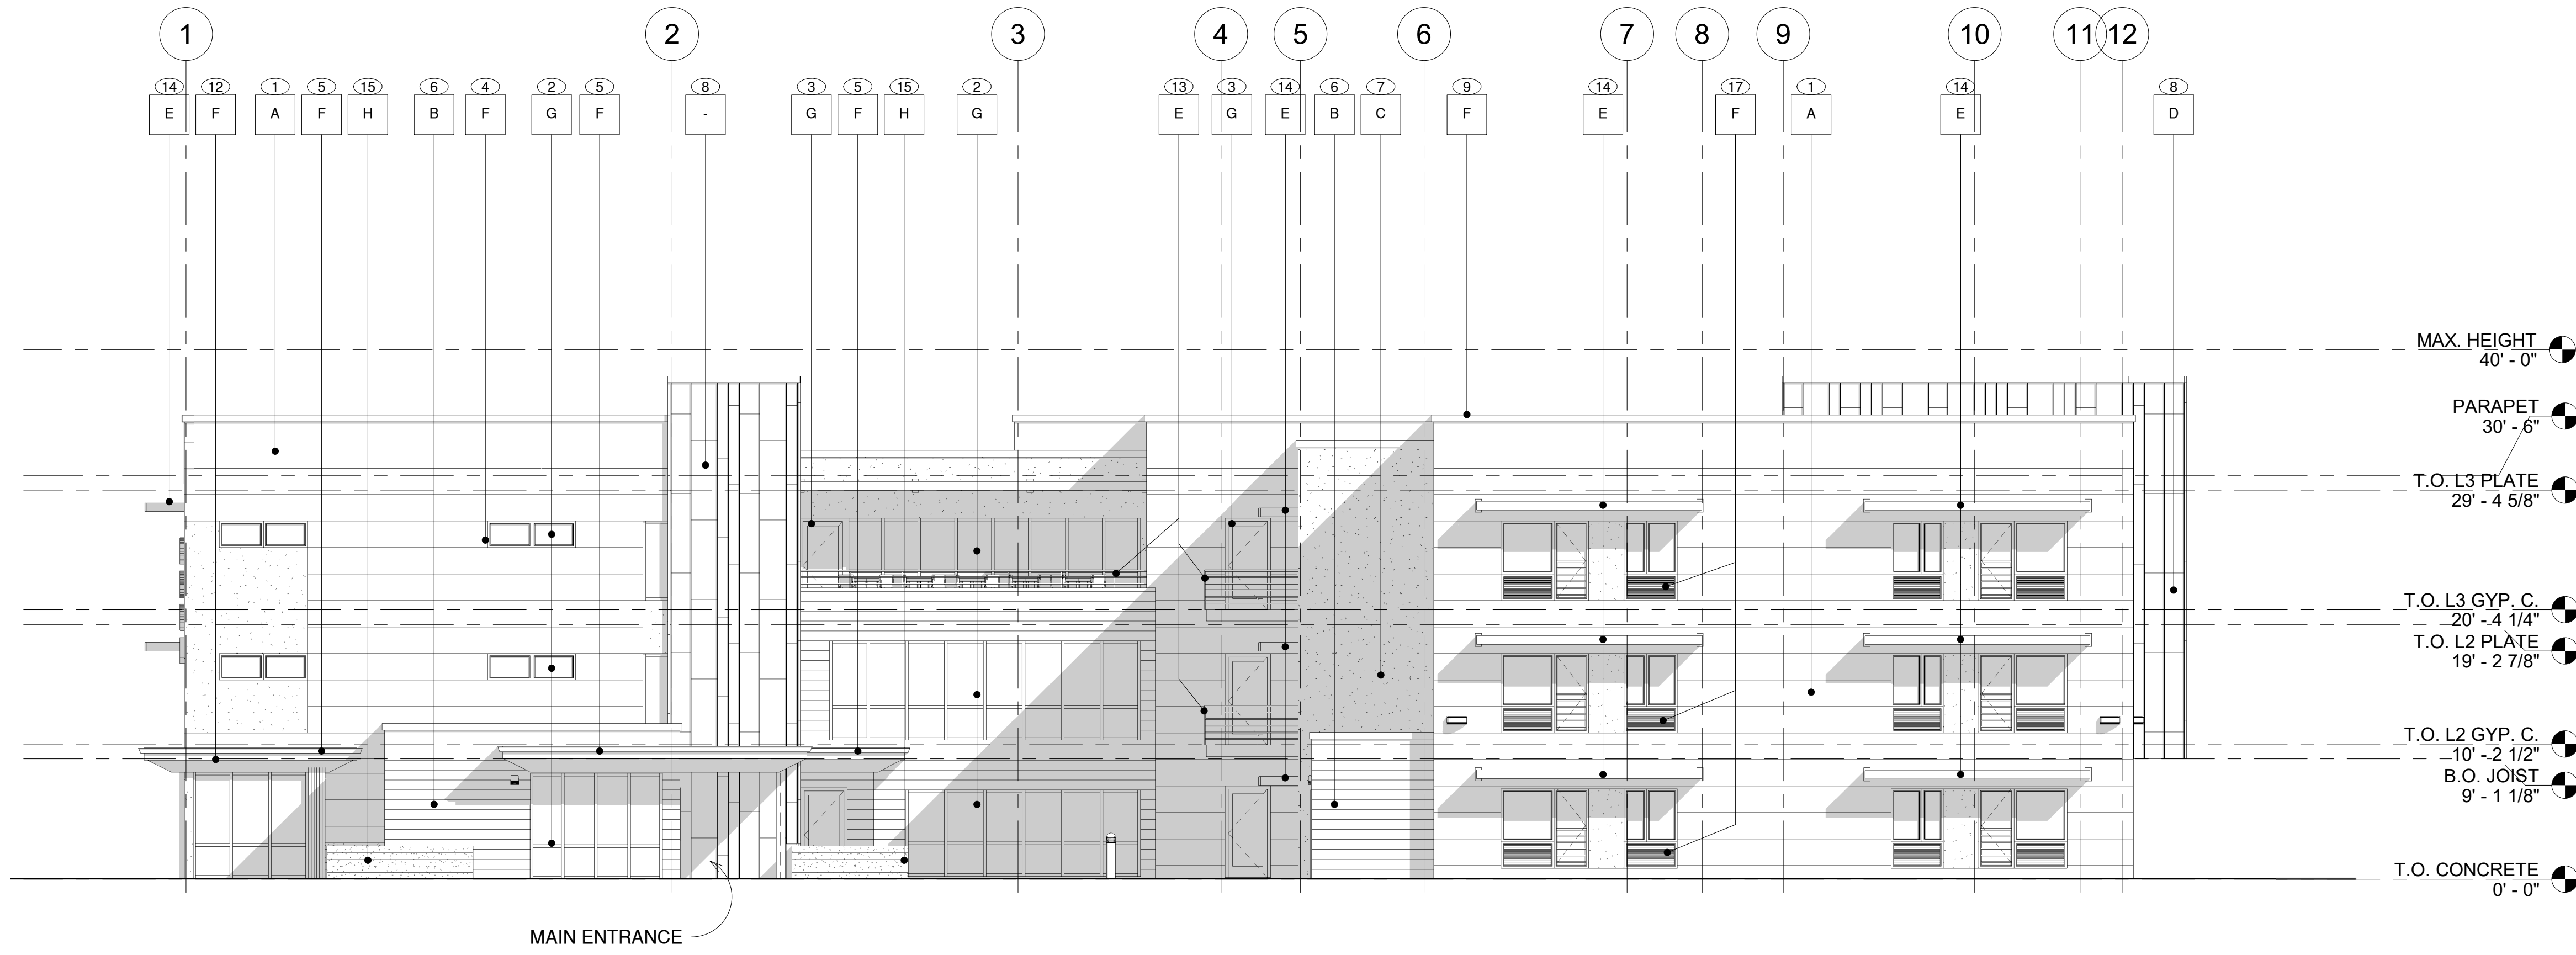 1 2 3 4 5 6 7 8 9 10 11 12
14 12 1 5 15 6 4 2 5 8 3 5 15 2 13 3 14 6 7 9 14 17 1 14 8
E F A F H B F G F - G F H G E G E B C F E F A E D
MAX. HEIGHT
40' - 0"
PARAPET
30' - 6"
T.O. L3 PLATE
29' - 4 5/8"
T.O. L3 GYP. C.
20' - 4 1/4"
T.O. L2 PLATE
19' - 2 7/8"
T.O. L2 GYP. C.
10' - 2 1/2"
B.O. JOIST
9' - 1 1/8"
T.O. CONCRETE
0' - 0"
MAIN ENTRANCE